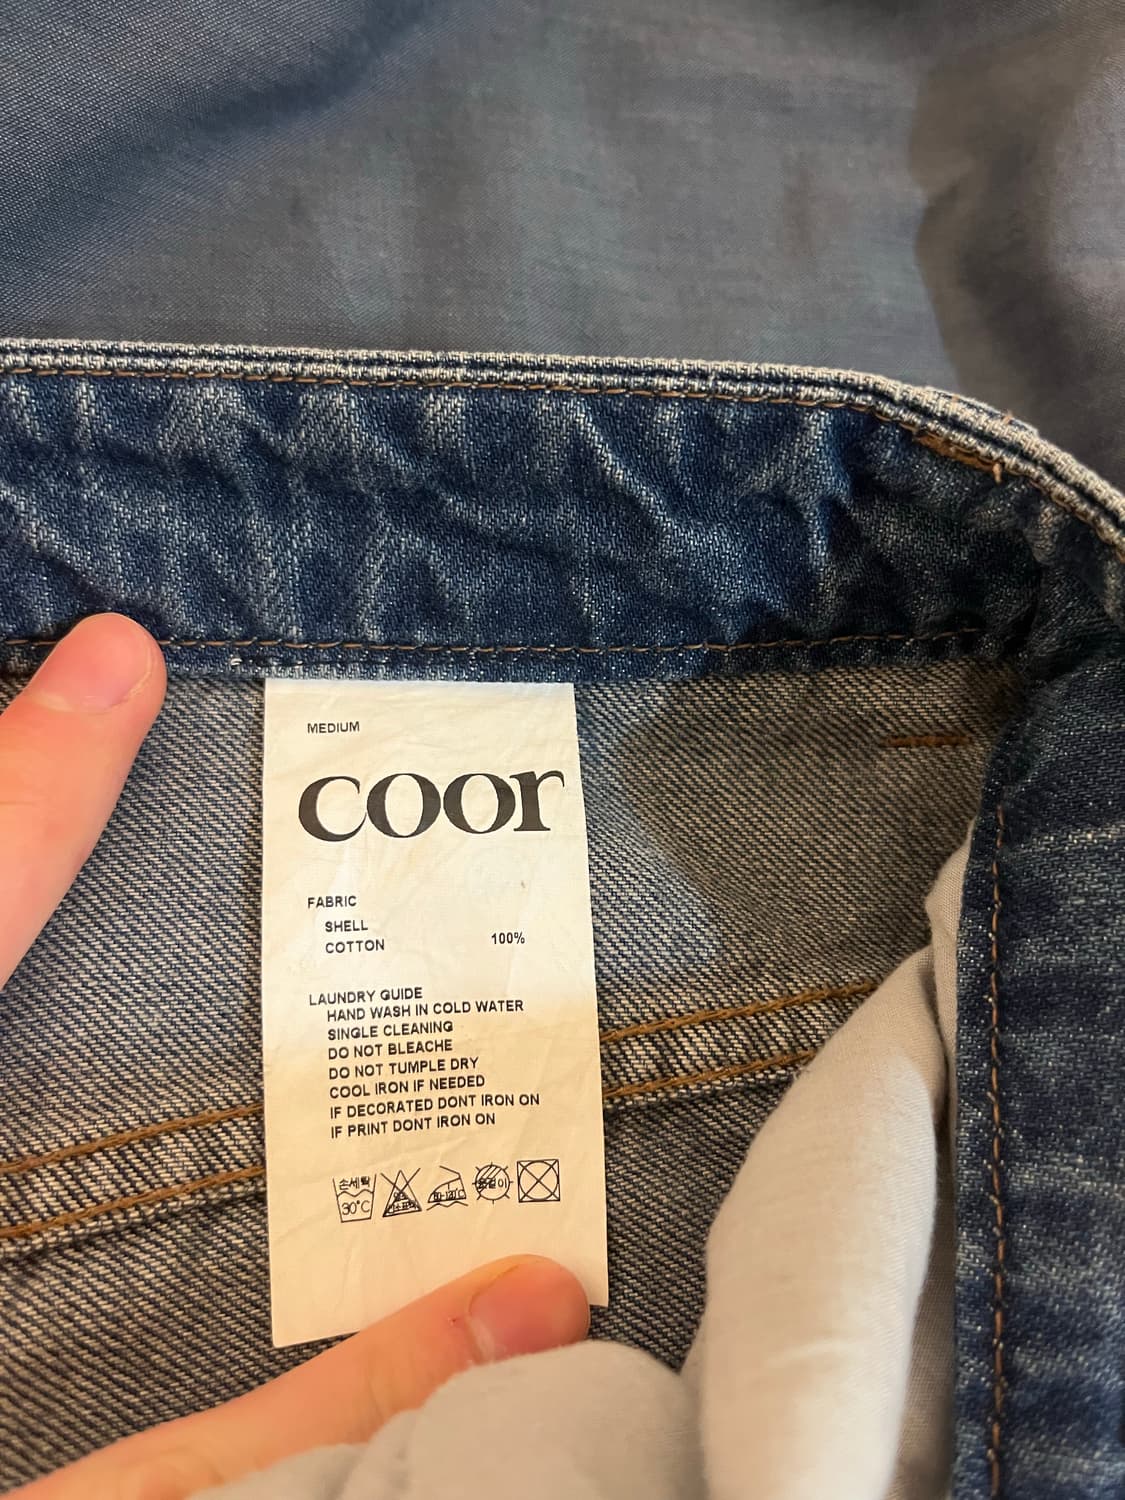 MEDIUM
coor
FABRIC
SHELL
COTTON 100%
LAUNDRY GUIDE
HAND WASH IN COLD WATER
SINGLE CLEANING
DO NOT BLEACHE
DO NOT TUMPLE DRY
COOL IRON IF NEEDED
IF DECORATED DONT IRON ON
IF PRINT DONT IRON ON
손세탁
30°C